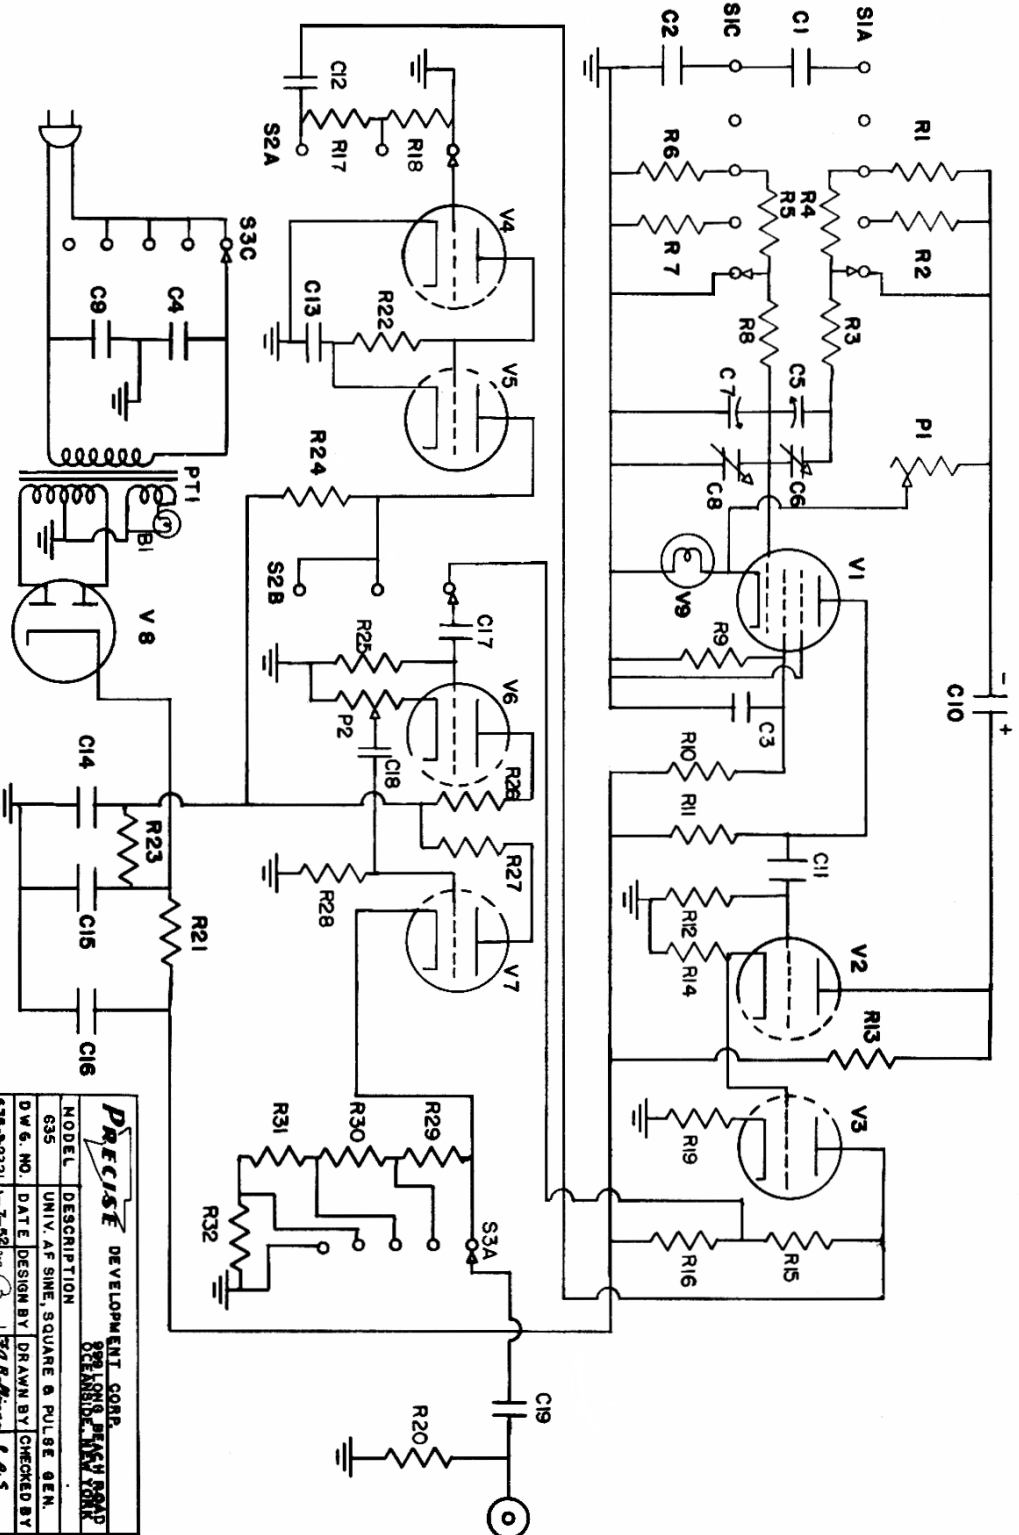 S1A
C1
S1C
C2
R1
R2
R4
R5
R6
R7
R3
R8
C5
C7
C6
C8
P1
V1
V9
R9
C3
R10
R11
C11
- C10 +
R12
R14
V2
R13
V3
R19
R15
R16
C12
R17
R18
S2A
V4
C13
R22
V5
R24
S2B
C17
R25
P2
V6
C18
R26
R27
R28
V7
R29
R30
R31
R32
S3A
C19
R20
S3C
C4
C9
PT1
B1
V8
C14
R23
C15
R21
C16
PRECISE DEVELOPMENT CORP.
999 LONG BEACH ROAD
OCEANSIDE, NEW YORK
MODEL DESCRIPTION
635 UNIV. AF SINE, SQUARE & PULSE GEN.
DWG. NO. DATE DESIGN BY DRAWN BY CHECKED BY